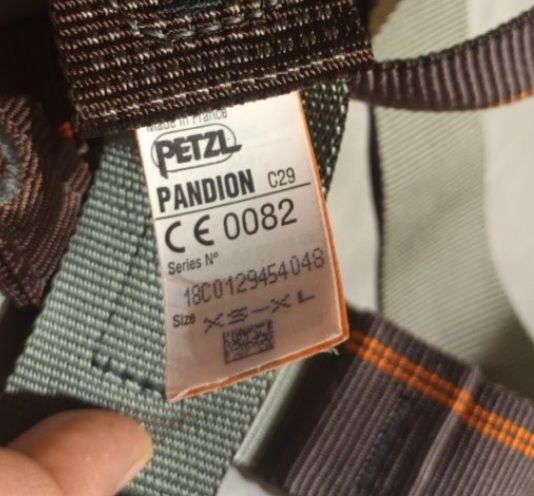 Made in France
PETZL
PANDION C29
CE 0082
Series N°
18C0129454048
Size XS-XL